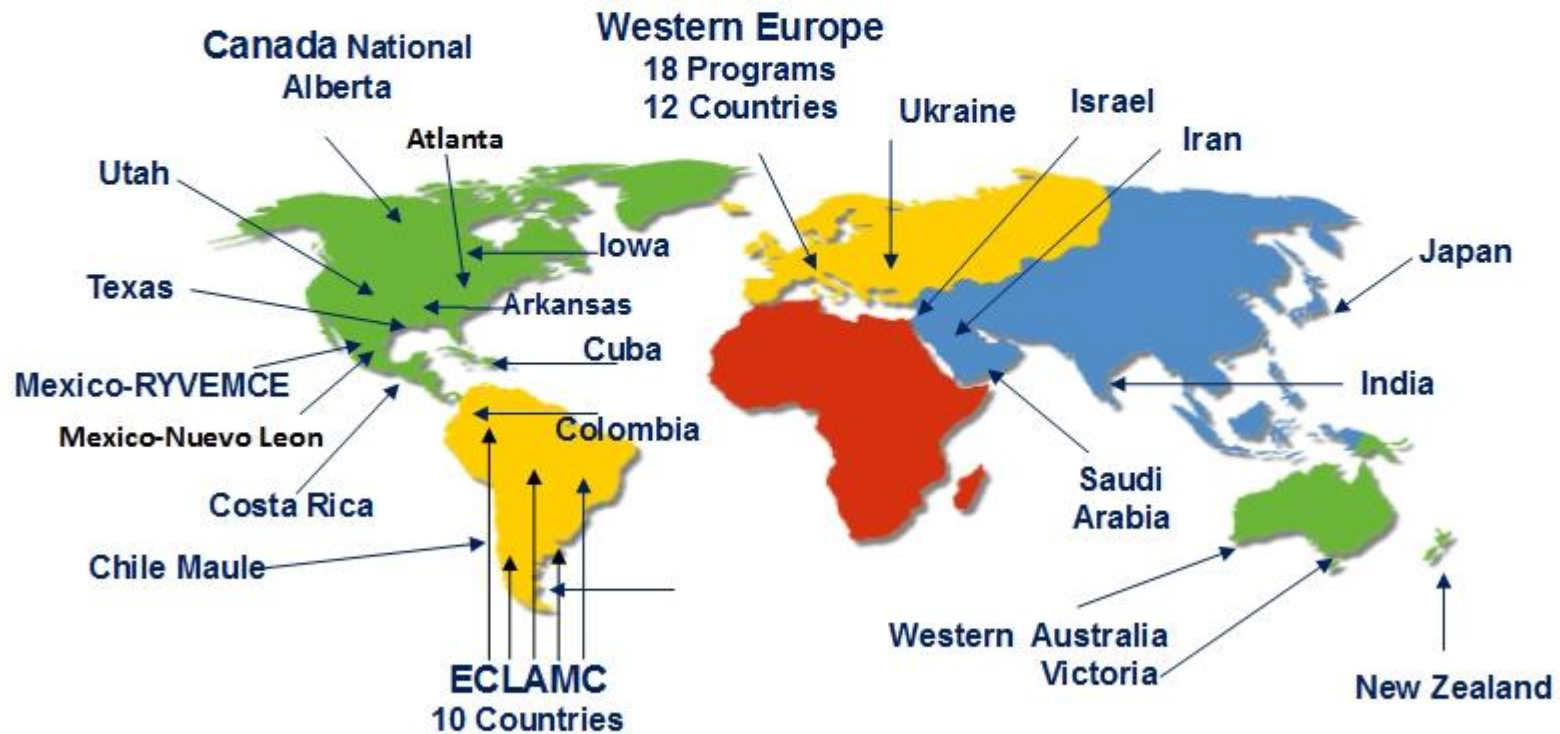 Canada National
Alberta
Western Europe
18 Programs
12 Countries
Ukraine
Israel
Iran
Atlanta
Utah
Iowa
Japan
Texas
Arkansas
Cuba
Mexico-RYVEMCE
India
Mexico-Nuevo Leon
Colombia
Costa Rica
Saudi
Arabia
Chile Maule
Western Australia
Victoria
New Zealand
ECLAMC
10 Countries